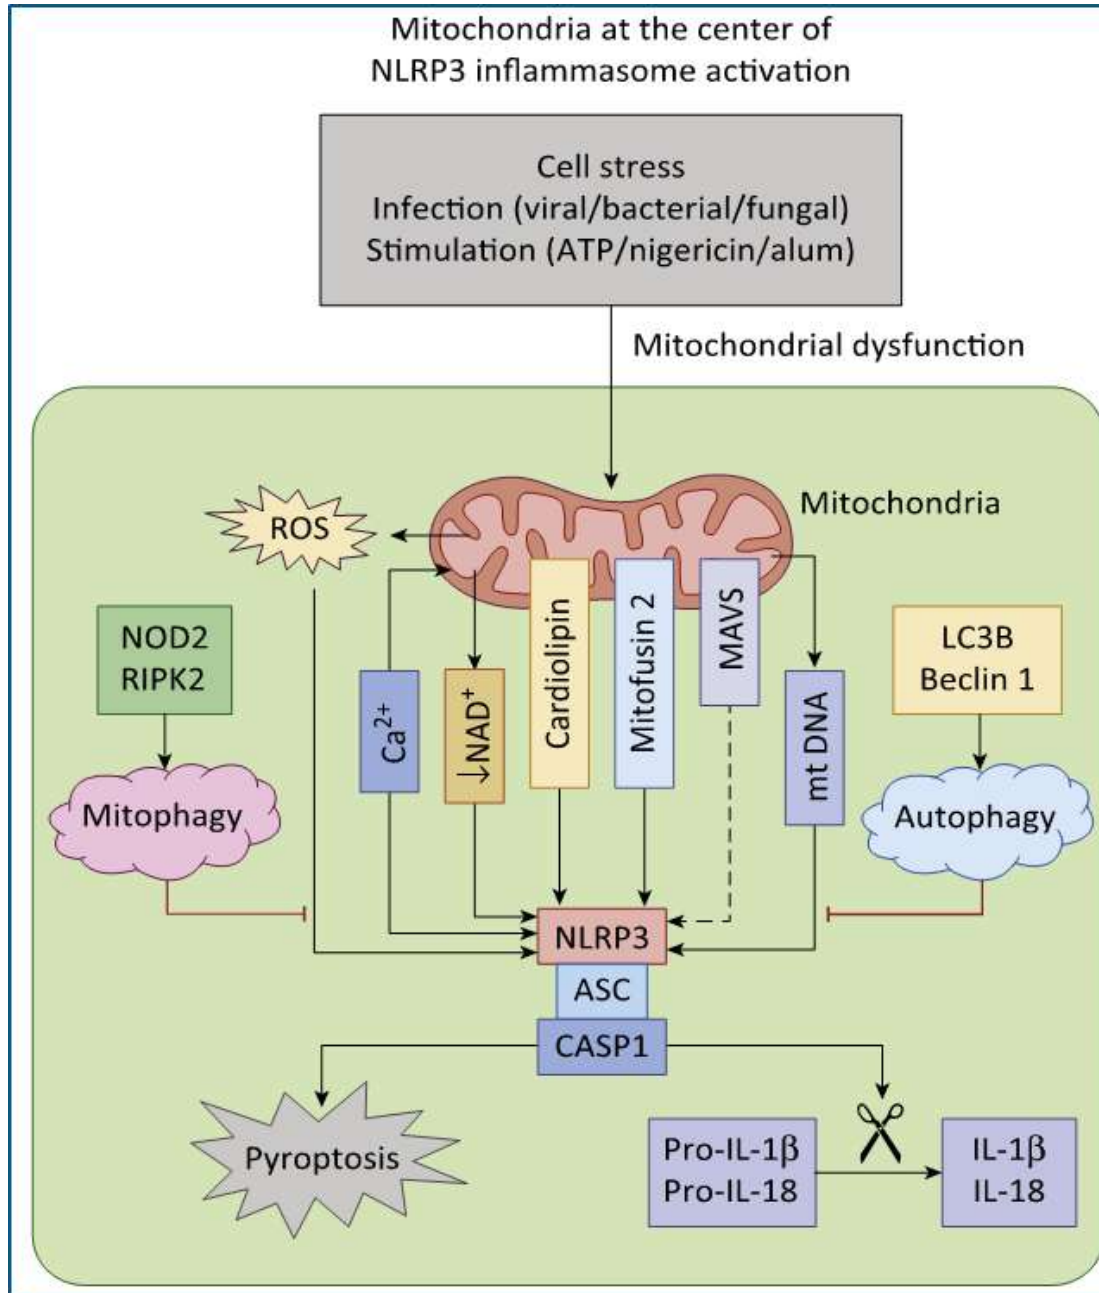 Mitochondria at the center of
NLRP3 inflammasome activation
Cell stress
Infection (viral/bacterial/fungal)
Stimulation (ATP/nigericin/alum)
Mitochondrial dysfunction
Mitochondria
ROS
NOD2
RIPK2
Mitophagy
Ca²⁺
↓NAD⁺
Cardiolipin
Mitofusin 2
MAVS
mt DNA
LC3B
Beclin 1
Autophagy
NLRP3
ASC
CASP1
Pyroptosis
Pro-IL-1β
Pro-IL-18
IL-1β
IL-18